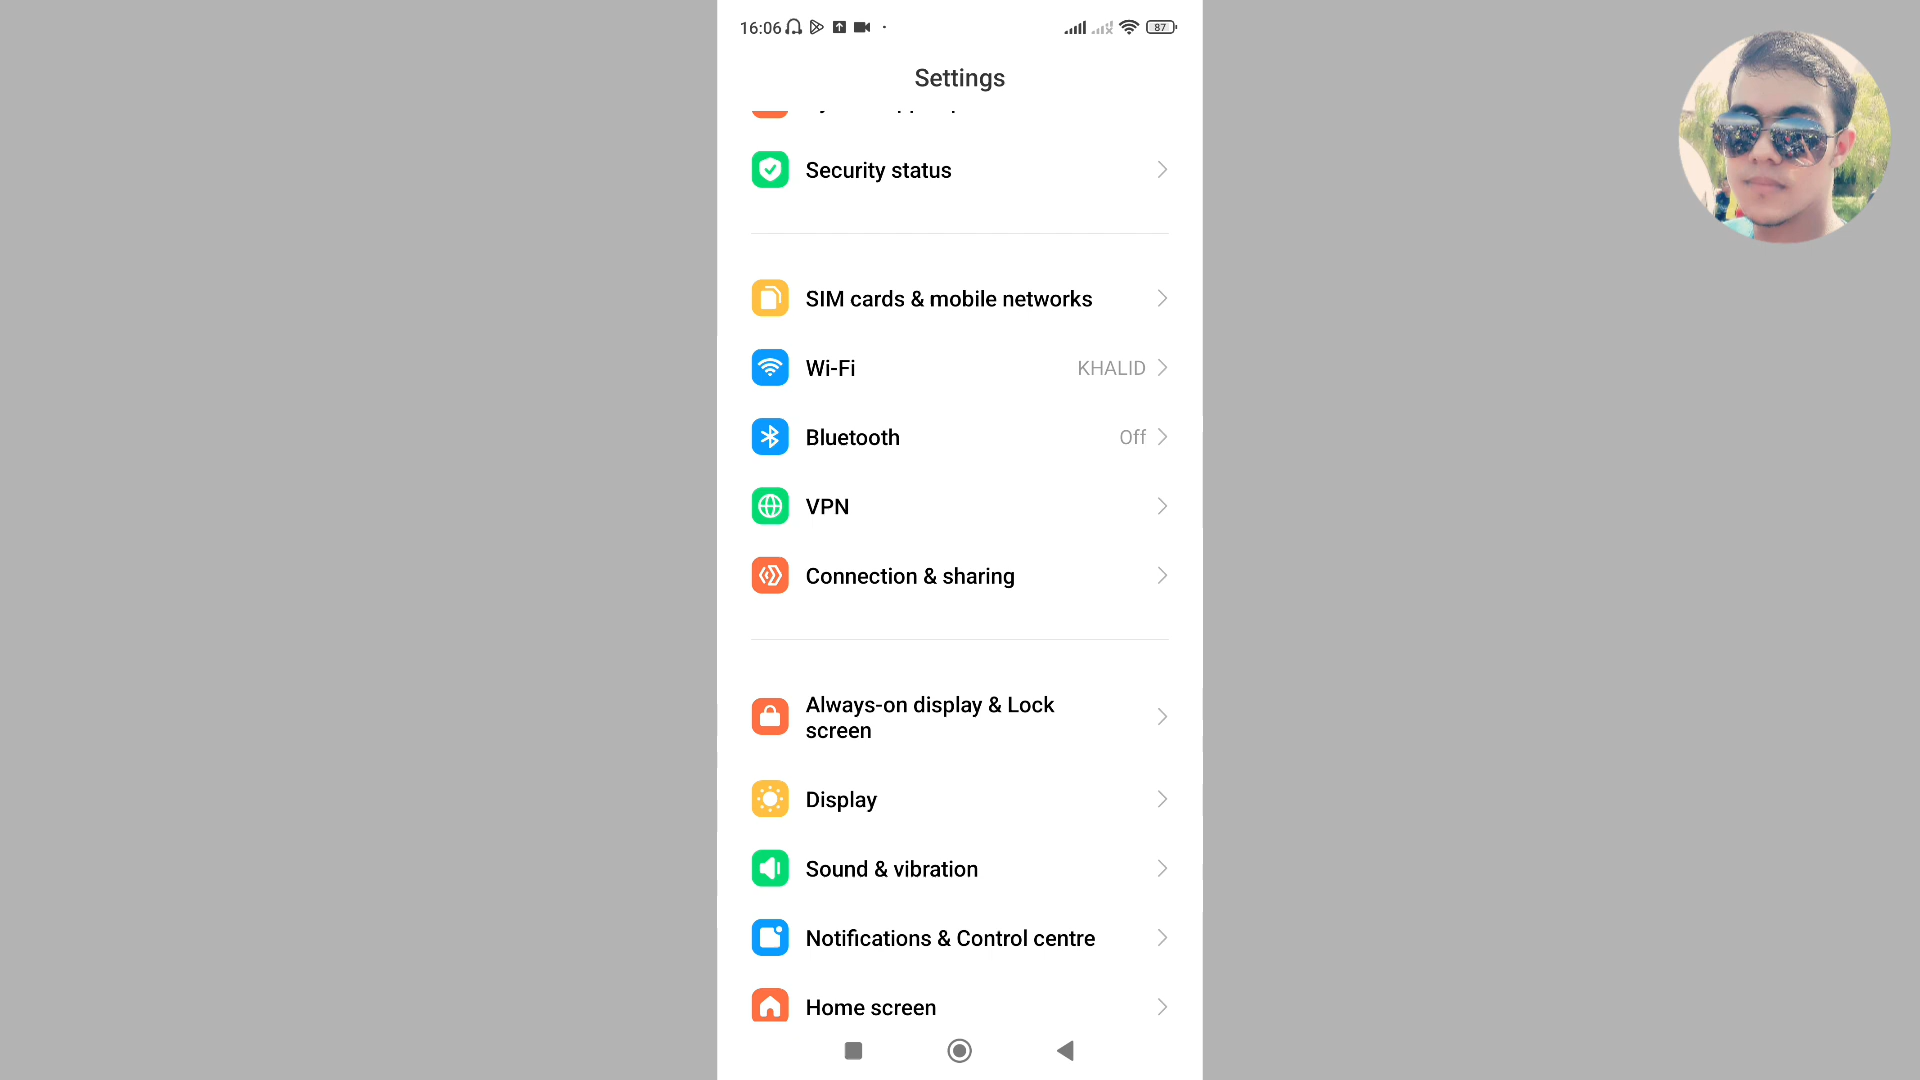 16:06
87
Settings
Security status
SIM cards & mobile networks
Wi-Fi KHALID
Bluetooth Off
VPN
Connection & sharing
Always-on display & Lock
screen
Display
Sound & vibration
Notifications & Control centre
Home screen